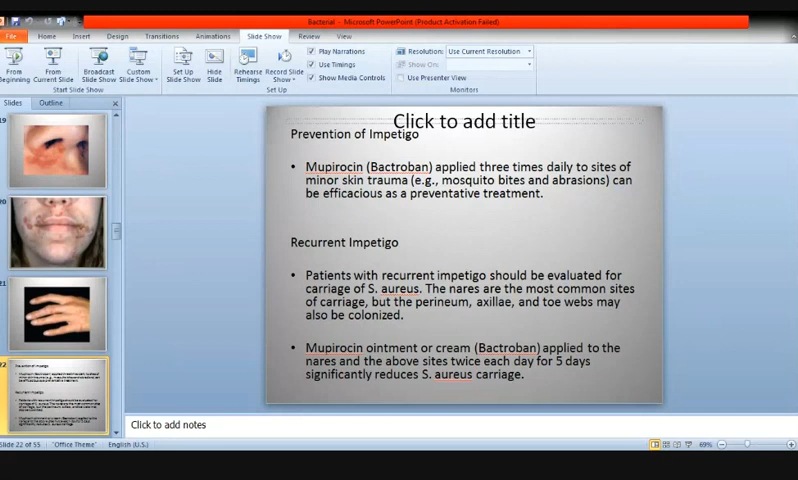 Bacterial - Microsoft PowerPoint (Product Activation Failed)
File Home Insert Design Transitions Animations Slide Show Review View
From Beginning
From Current Slide
Broadcast Slide Show
Custom Slide Show
Set Up Slide Show
Hide Slide
Rehearse Timings
Record Slide Show
Play Narrations
Use Timings
Show Media Controls
Resolution: Use Current Resolution
Show On:
Use Presenter View
Start Slide Show
Set Up
Monitors
Slides Outline
19
20
21
22
Click to add title
Prevention of Impetigo
• Mupirocin (Bactroban) applied three times daily to sites of
minor skin trauma (e.g., mosquito bites and abrasions) can
be efficacious as a preventative treatment.
Recurrent Impetigo
• Patients with recurrent impetigo should be evaluated for
carriage of S. aureus. The nares are the most common sites
of carriage, but the perineum, axillae, and toe webs may
also be colonized.
• Mupirocin ointment or cream (Bactroban) applied to the
nares and the above sites twice each day for 5 days
significantly reduces S. aureus carriage.
Click to add notes
Slide 22 of 55 "Office Theme" English (U.S.) 69%